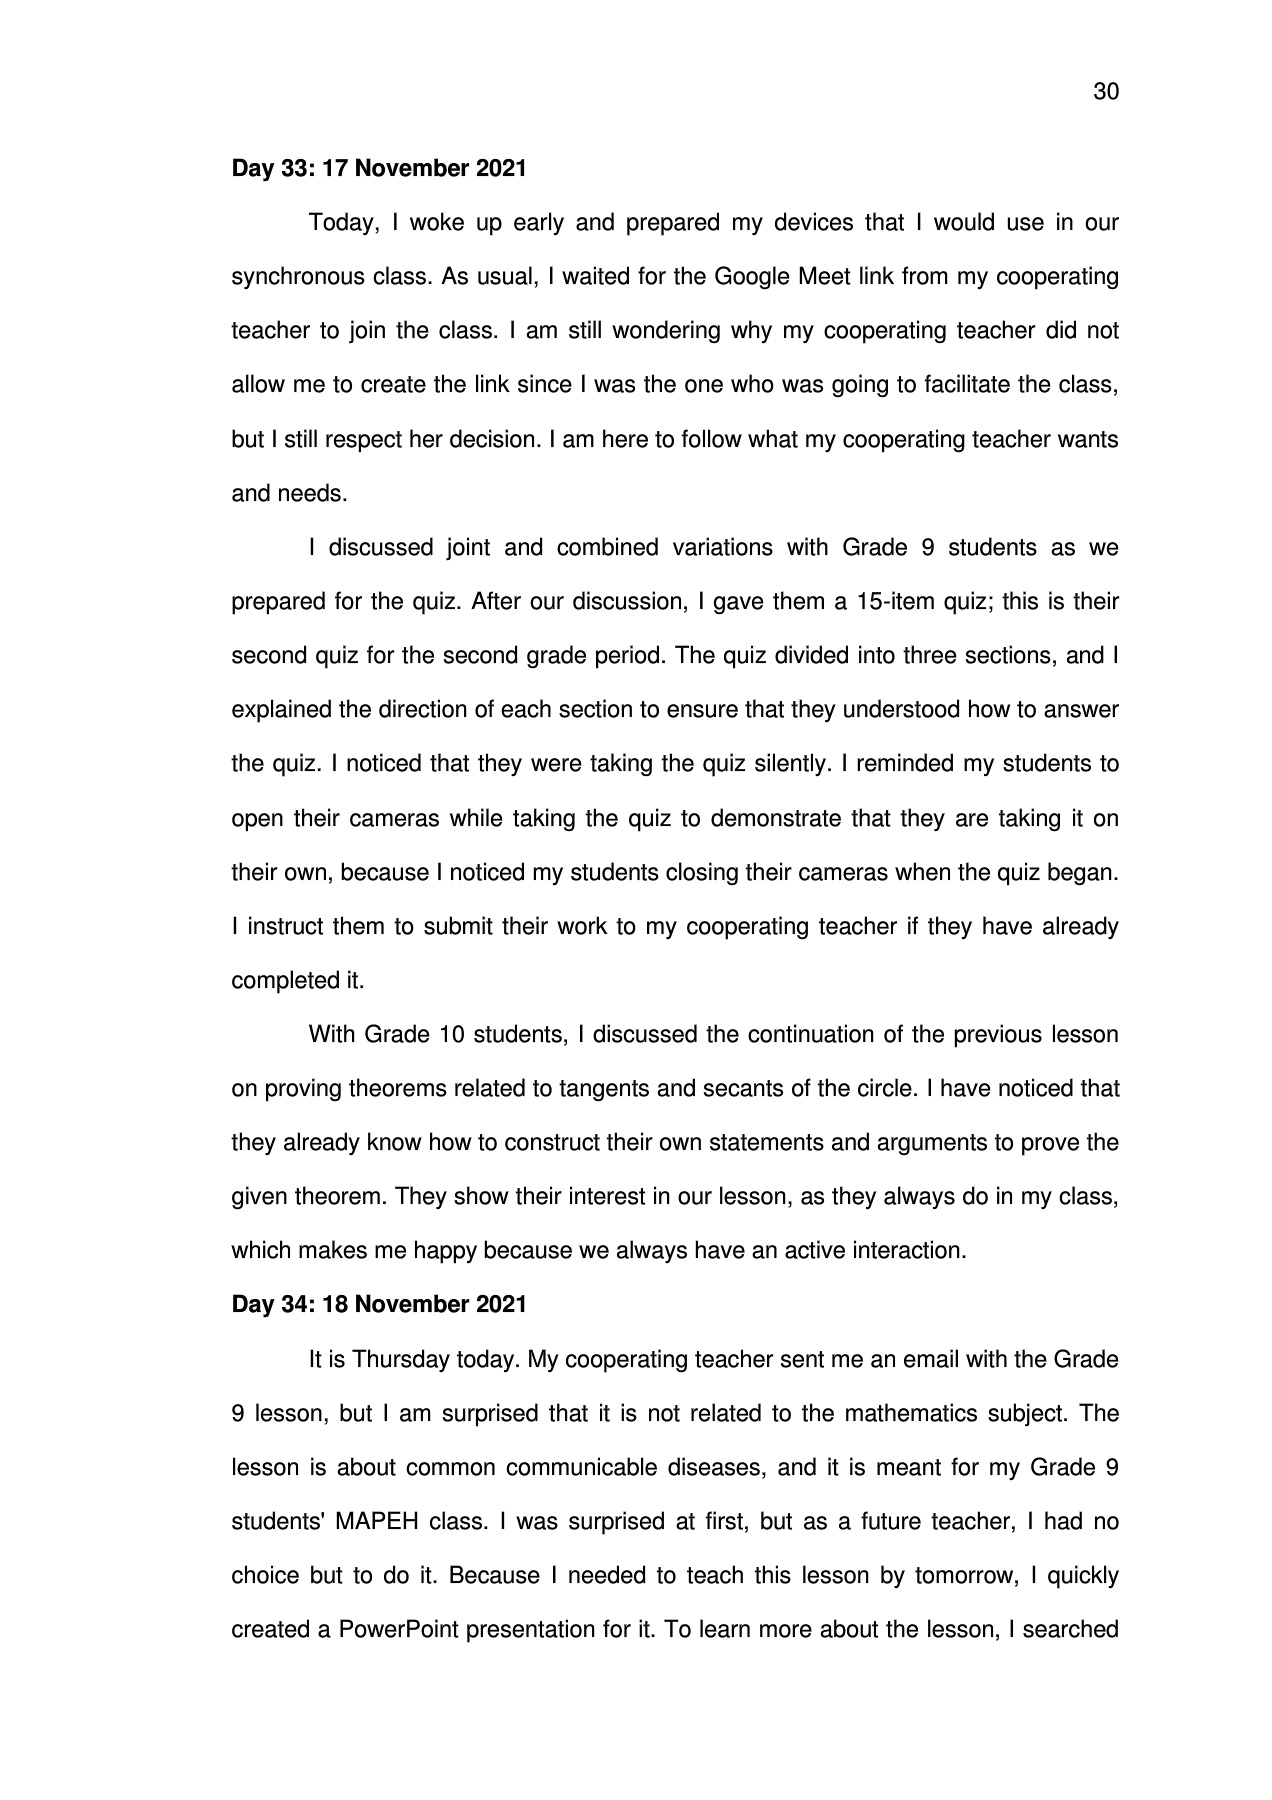 30
Day 33: 17 November 2021
Today, I woke up early and prepared my devices that I would use in our
synchronous class. As usual, I waited for the Google Meet link from my cooperating
teacher to join the class. I am still wondering why my cooperating teacher did not
allow me to create the link since I was the one who was going to facilitate the class,
but I still respect her decision. I am here to follow what my cooperating teacher wants
and needs.
I discussed joint and combined variations with Grade 9 students as we
prepared for the quiz. After our discussion, I gave them a 15-item quiz; this is their
second quiz for the second grade period. The quiz divided into three sections, and I
explained the direction of each section to ensure that they understood how to answer
the quiz. I noticed that they were taking the quiz silently. I reminded my students to
open their cameras while taking the quiz to demonstrate that they are taking it on
their own, because I noticed my students closing their cameras when the quiz began.
I instruct them to submit their work to my cooperating teacher if they have already
completed it.
With Grade 10 students, I discussed the continuation of the previous lesson
on proving theorems related to tangents and secants of the circle. I have noticed that
they already know how to construct their own statements and arguments to prove the
given theorem. They show their interest in our lesson, as they always do in my class,
which makes me happy because we always have an active interaction.
Day 34: 18 November 2021
It is Thursday today. My cooperating teacher sent me an email with the Grade
9 lesson, but I am surprised that it is not related to the mathematics subject. The
lesson is about common communicable diseases, and it is meant for my Grade 9
students' MAPEH class. I was surprised at first, but as a future teacher, I had no
choice but to do it. Because I needed to teach this lesson by tomorrow, I quickly
created a PowerPoint presentation for it. To learn more about the lesson, I searched